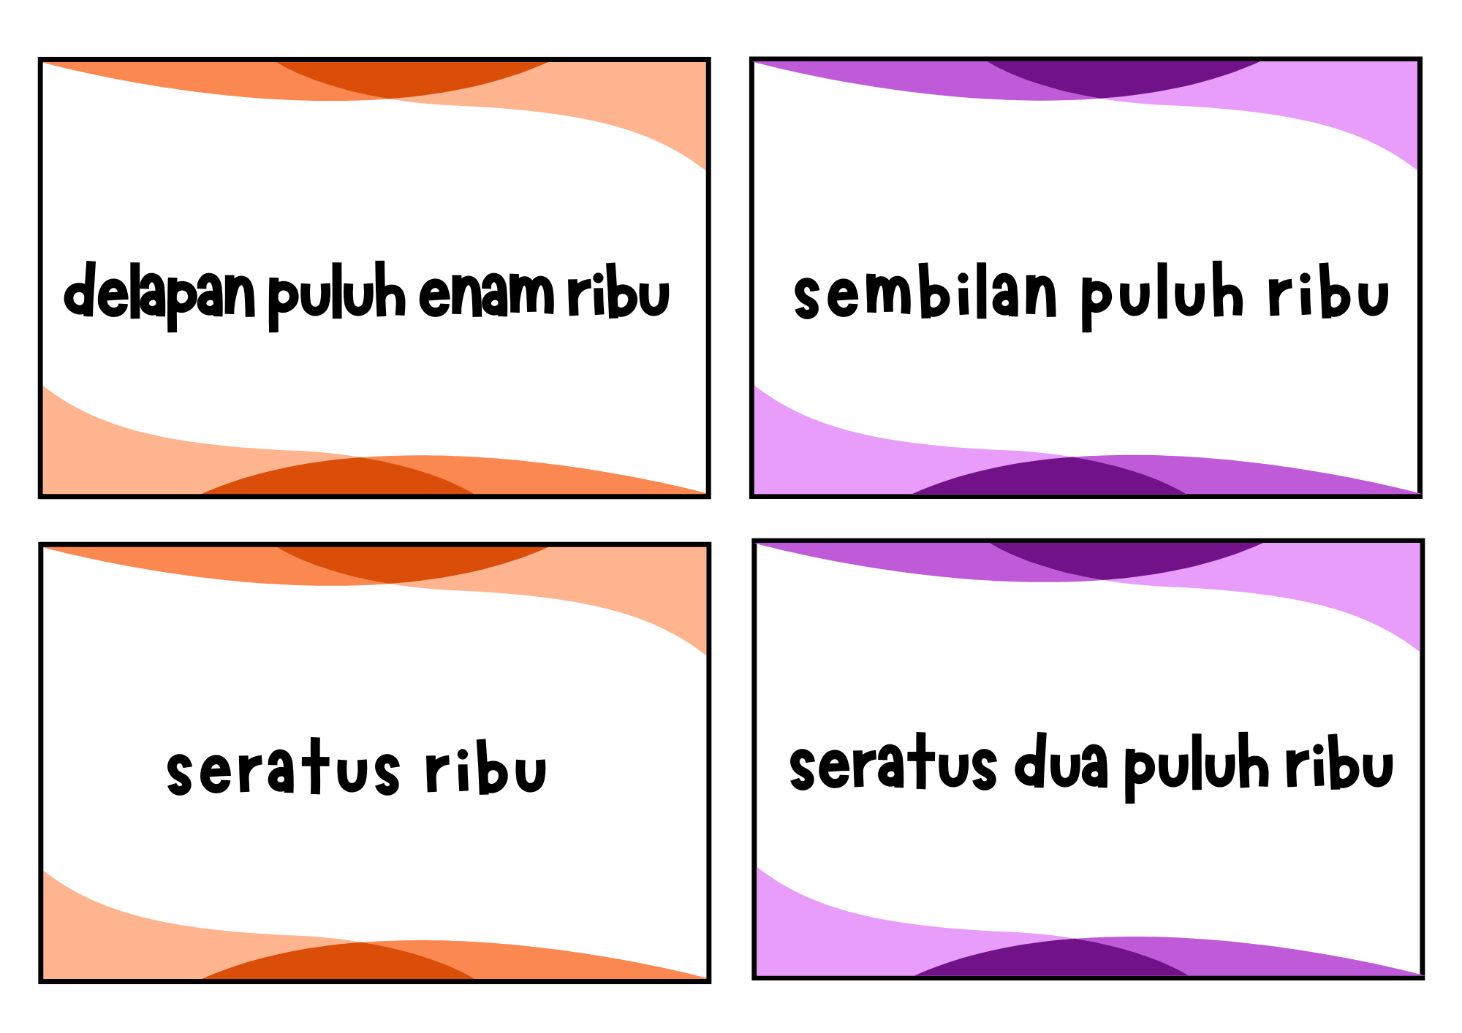 delapan puluh enam ribu
sembilan puluh ribu
seratus ribu
seratus dua puluh ribu